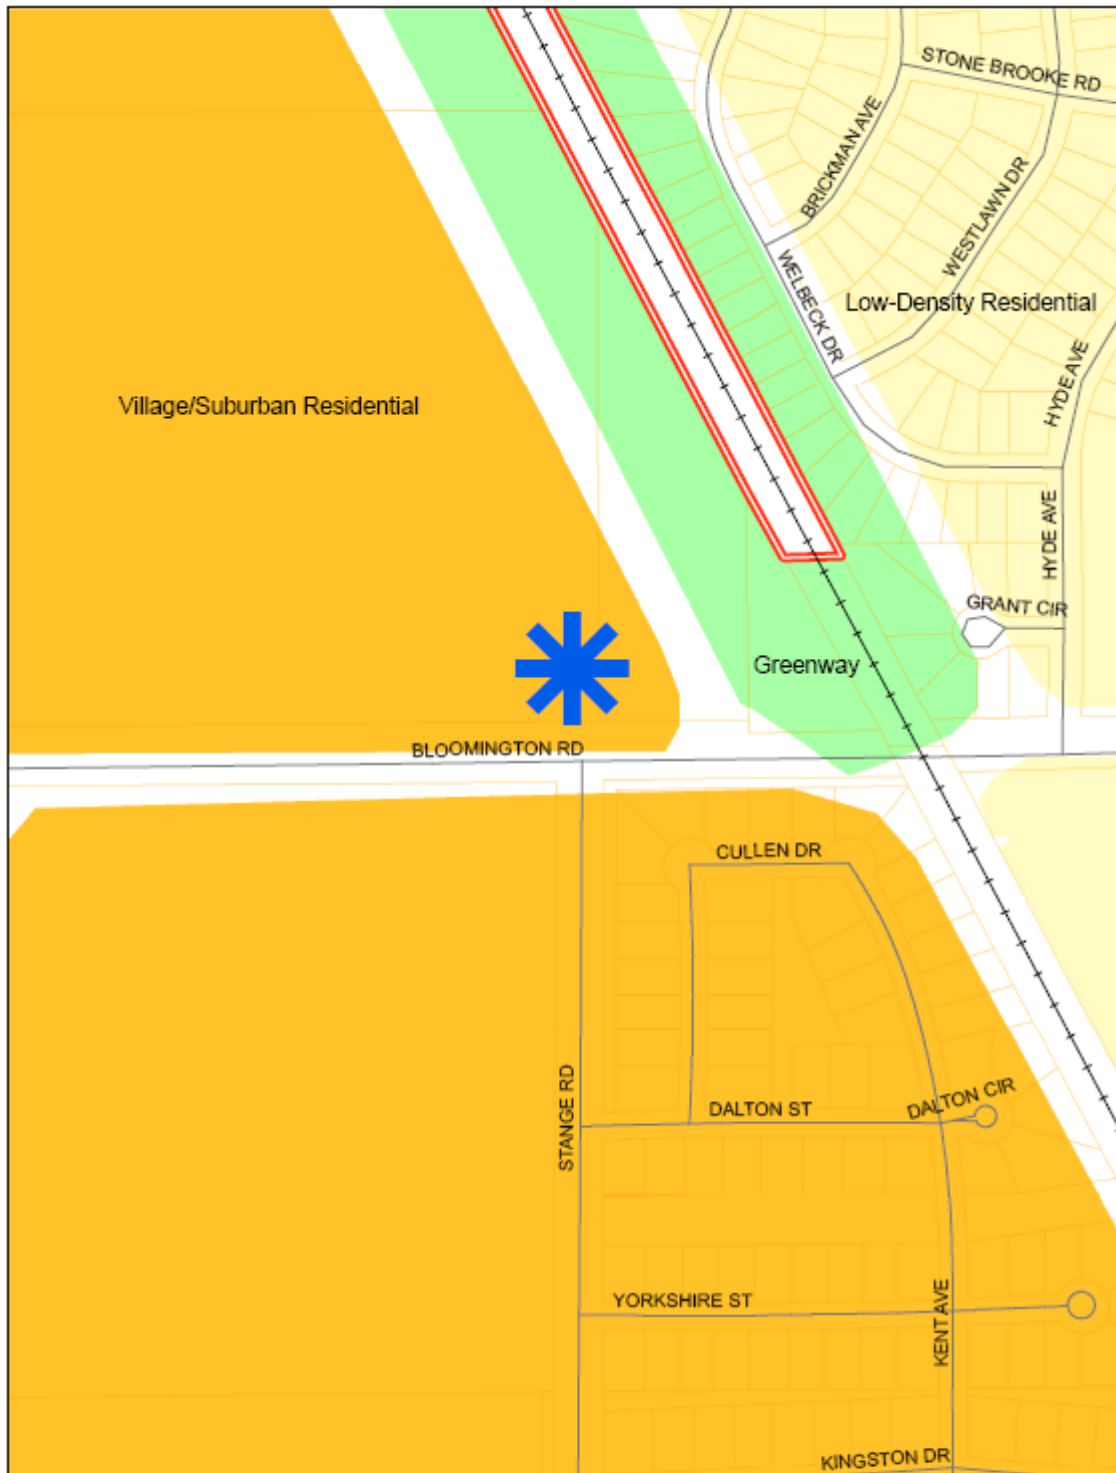 STONE BROOKE RD
BRICKMAN AVE
WESTLAWN DR
WELBECK DR
Low-Density Residential
HYDE AVE
Village/Suburban Residential
HYDE AVE
GRANT CIR
Greenway
BLOOMINGTON RD
CULLEN DR
STANGE RD
DALTON ST
DALTON CIR
YORKSHIRE ST
KENT AVE
KINGSTON DR